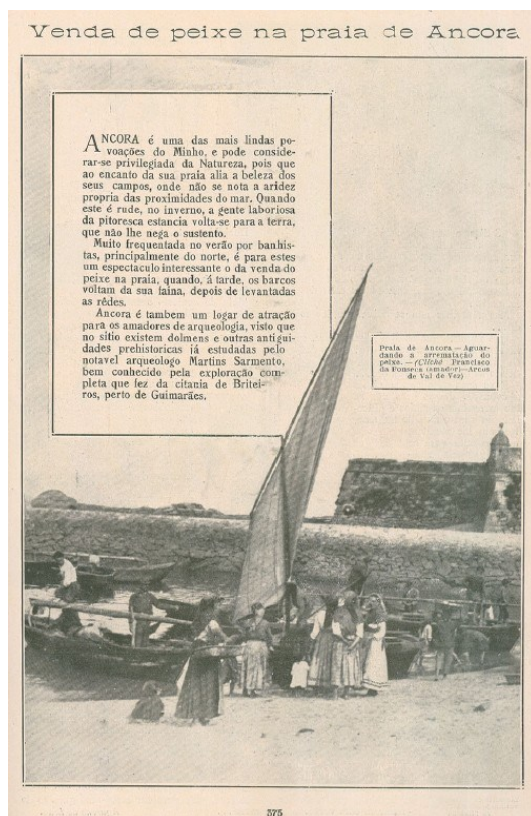 Venda de peixe na praia de Ancora
ANCORA é uma das mais lindas po-
voações do Minho, e pode conside-
rar-se privilegiada da Natureza, pois que
ao encanto da sua praia alia a beleza dos
seus campos, onde não se nota a aridez
propria das proximidades do mar. Quando
este é rude, no inverno, a gente laboriosa
da pitoresca estancia volta-se para a terra,
que não lhe nega o sustento.
Muito frequentada no verão por banhis-
tas, principalmente do norte, é para estes
um espectaculo interessante o da venda do
peixe na praia, quando, á tarde, os barcos
voltam da sua faina, depois de levantadas
as rêdes.
Ancora é tambem um logar de atração
para os amadores de arqueologia, visto que
no sitio existem dolmens e outras antigui-
dades prehistoricas já estudadas pelo
notavel arqueologo Martins Sarmento,
bem conhecido pela exploração com-
pleta que fez da citania de Britei-
ros, perto de Guimarães.
Praia de Ancora—Aguar-
dando a arrematação do
peixe.—(Cliché Francisco
da Fonseca (amador)—Arcos
de Val de Vez)
375